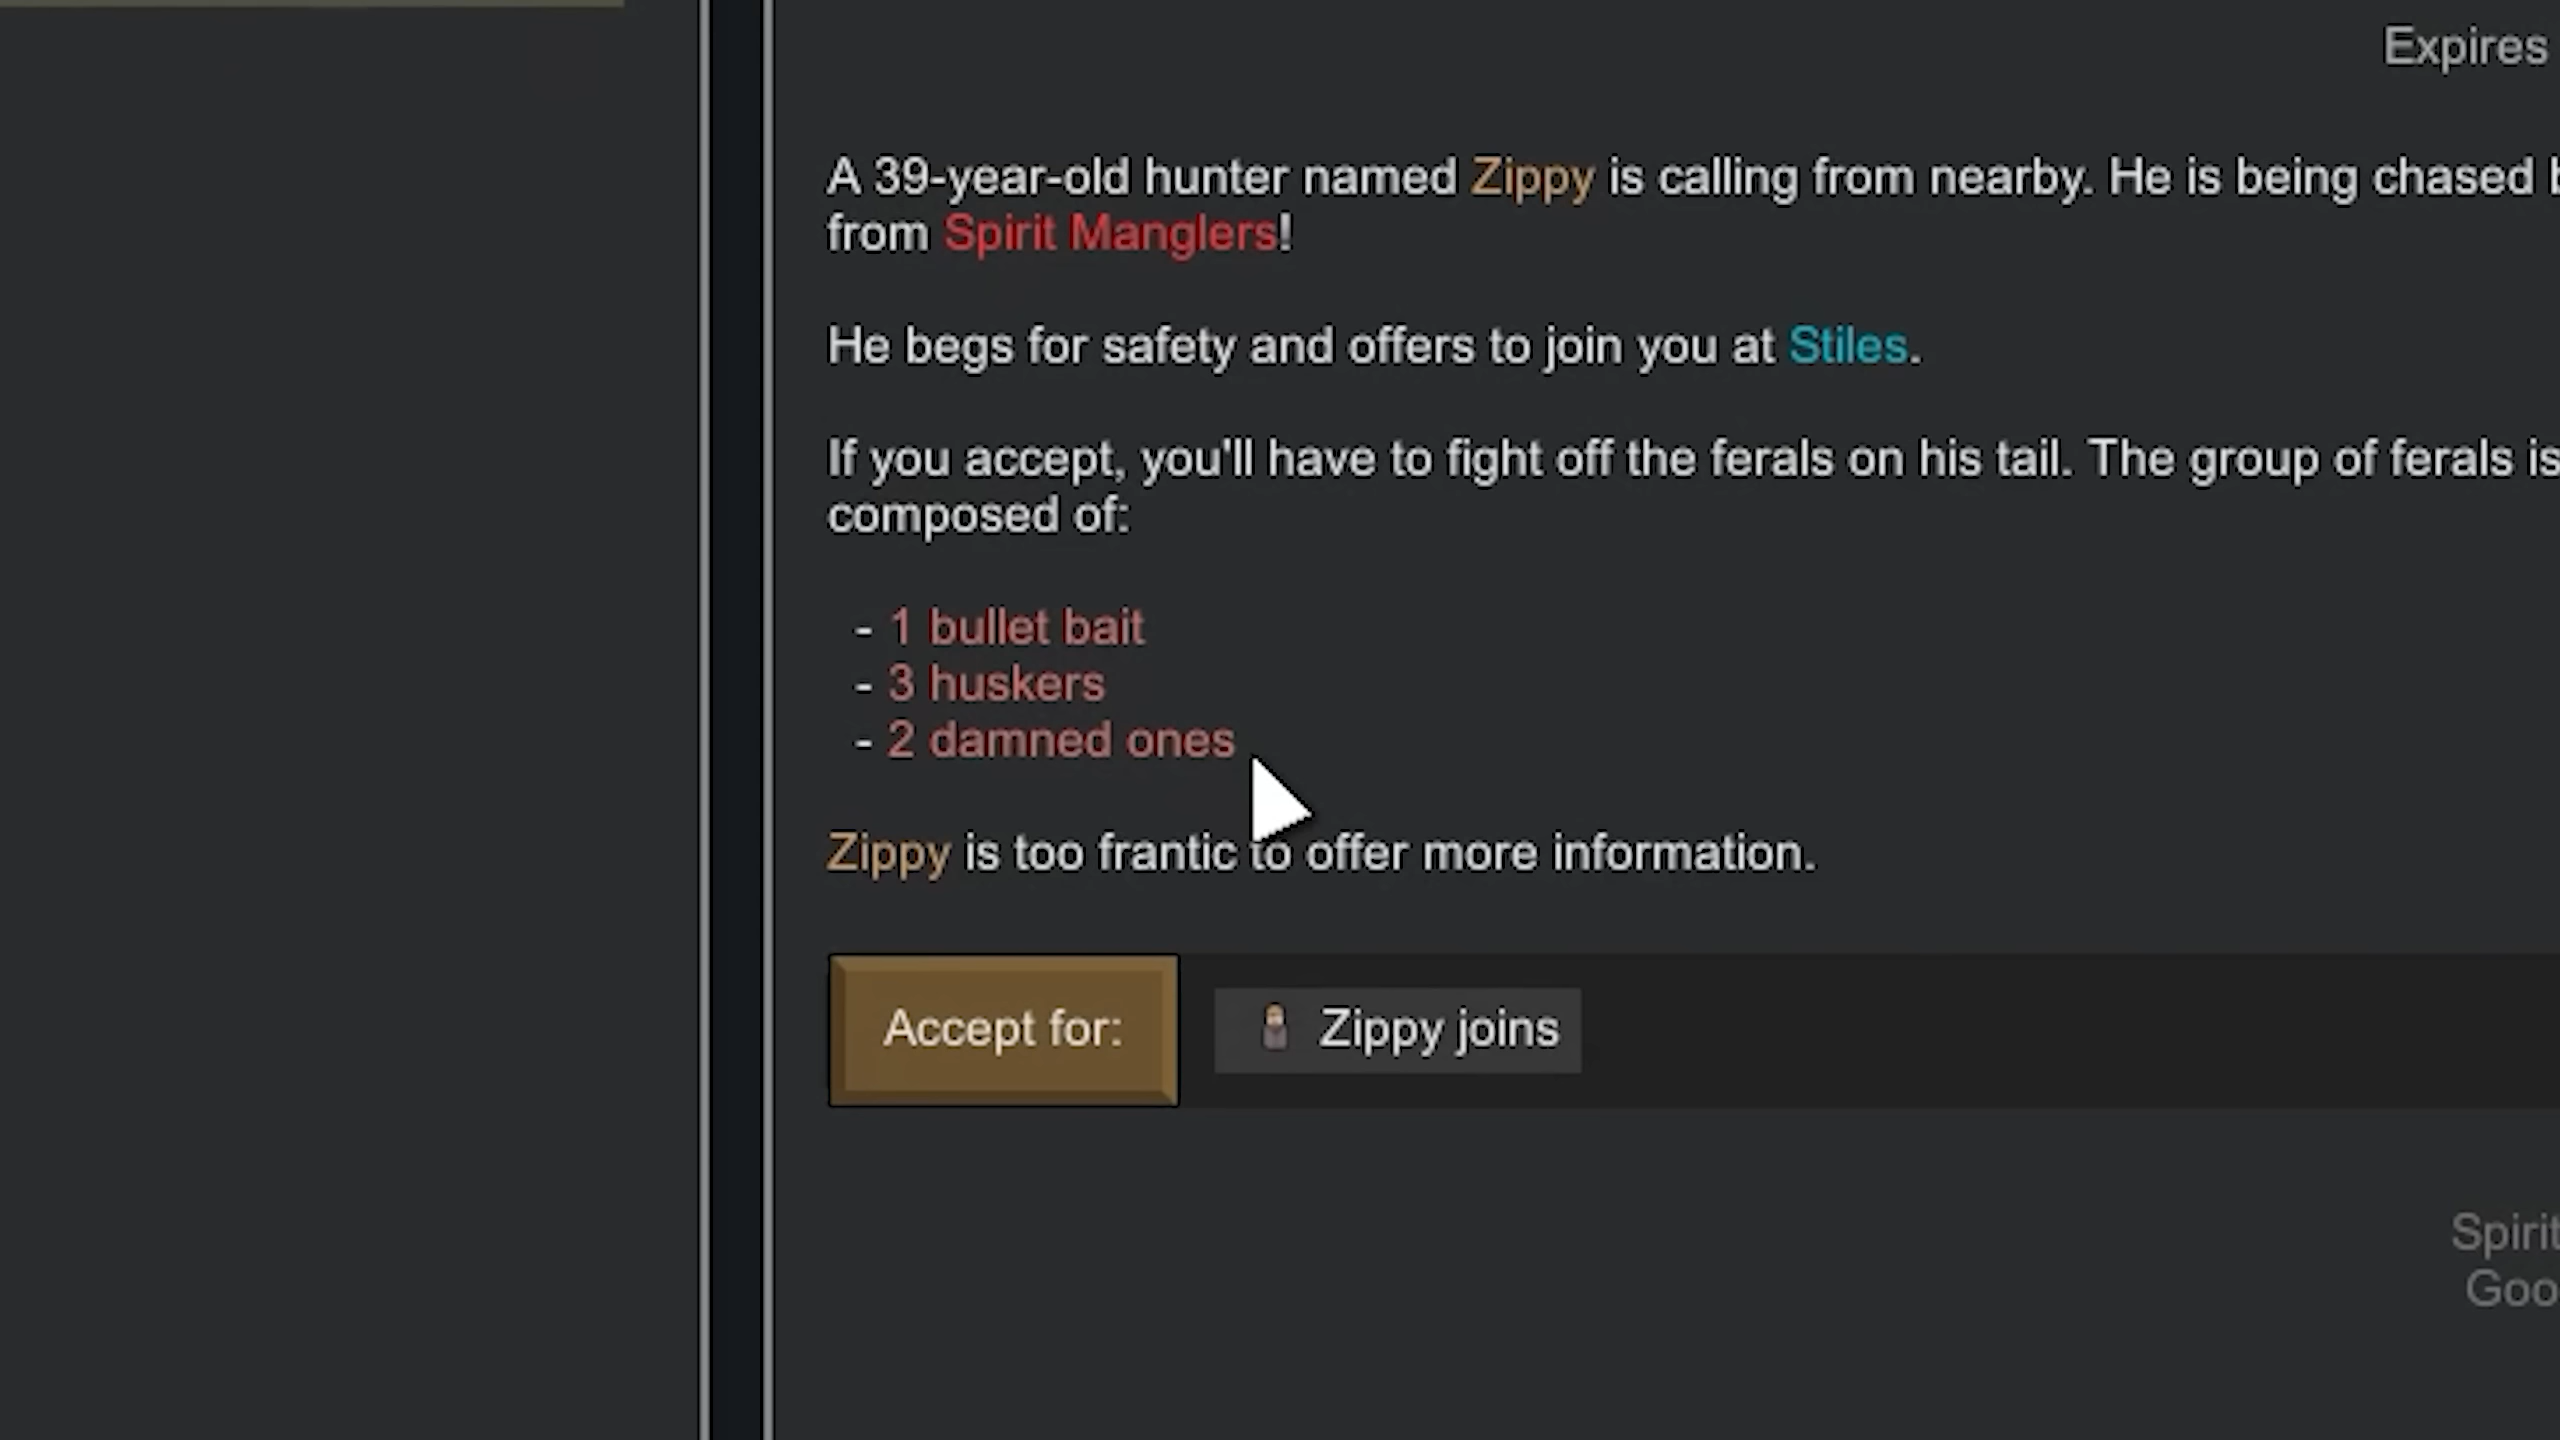 Expires
A 39-year-old hunter named Zippy is calling from nearby. He is being chased
from Spirit Manglers!
He begs for safety and offers to join you at Stiles.
If you accept, you'll have to fight off the ferals on his tail. The group of ferals is
composed of:
- 1 bullet bait
- 3 huskers
- 2 damned ones
Zippy is too frantic to offer more information.
Accept for:
Zippy joins
Spirit
Goo